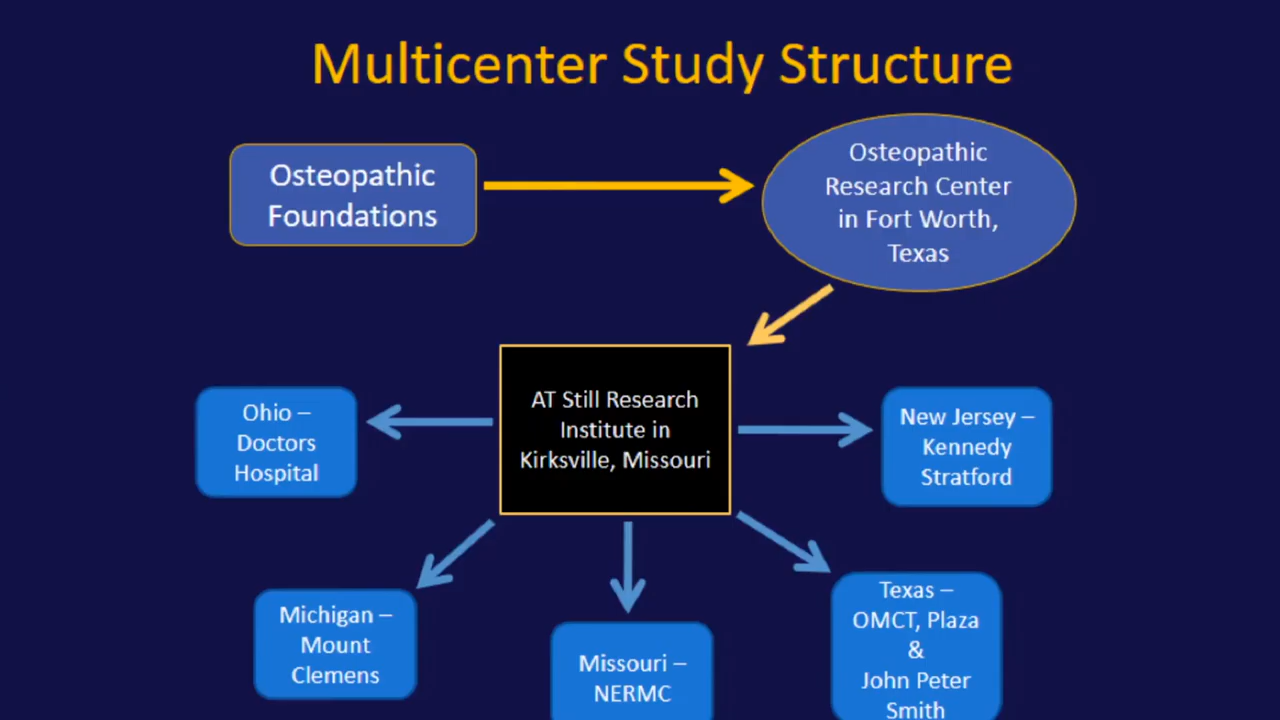 Multicenter Study Structure
Osteopathic
Foundations
Osteopathic
Research Center
in Fort Worth,
Texas
AT Still Research
Institute in
Kirksville, Missouri
Ohio –
Doctors
Hospital
New Jersey –
Kennedy
Stratford
Michigan –
Mount
Clemens
Missouri –
NERMC
Texas –
OMCT, Plaza
&
John Peter
Smith